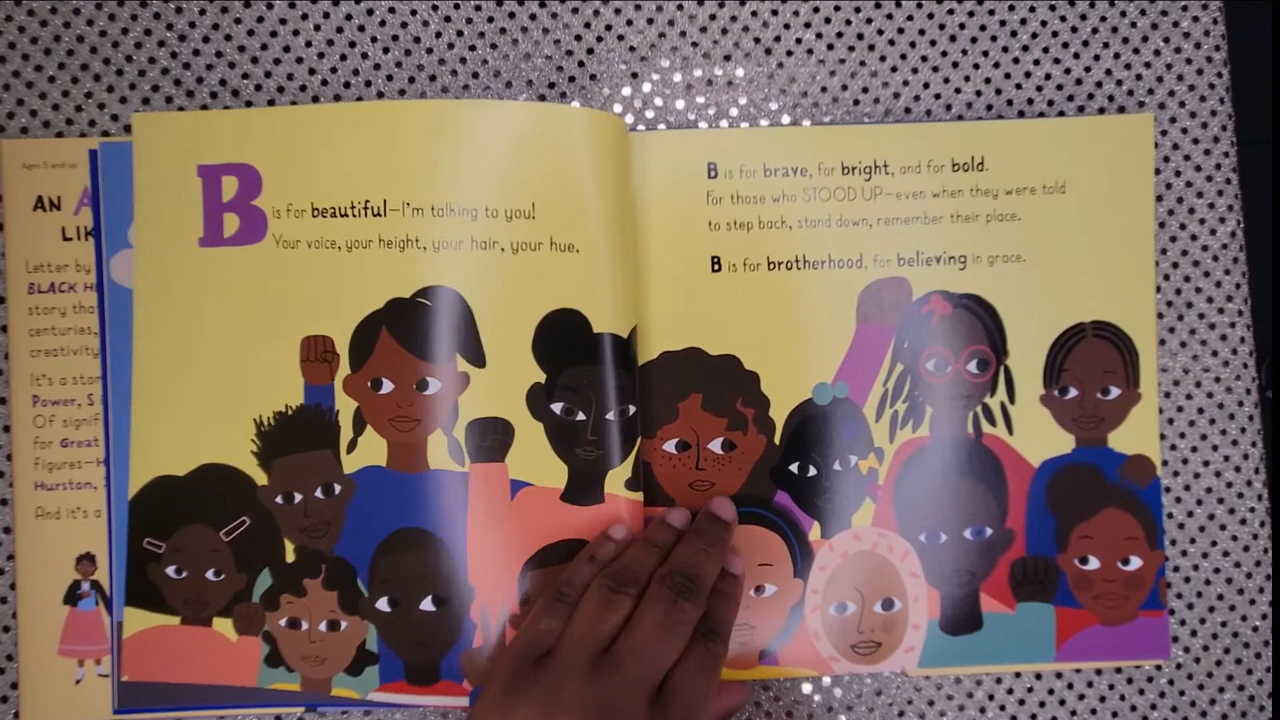 Ages 5 and up
AN
LIK
Letter by
BLACK HI
story tha
centuries,
creativity
It's a stor
Power, S
Of signif
for Great
figures—H
Hurston,
And it's a
B is for beautiful—I'm talking to you!
Your voice, your height, your hair, your hue.
B is for brave, for bright, and for bold.
For those who STOOD UP—even when they were told
to step back, stand down, remember their place.
B is for brotherhood, for believing in grace.